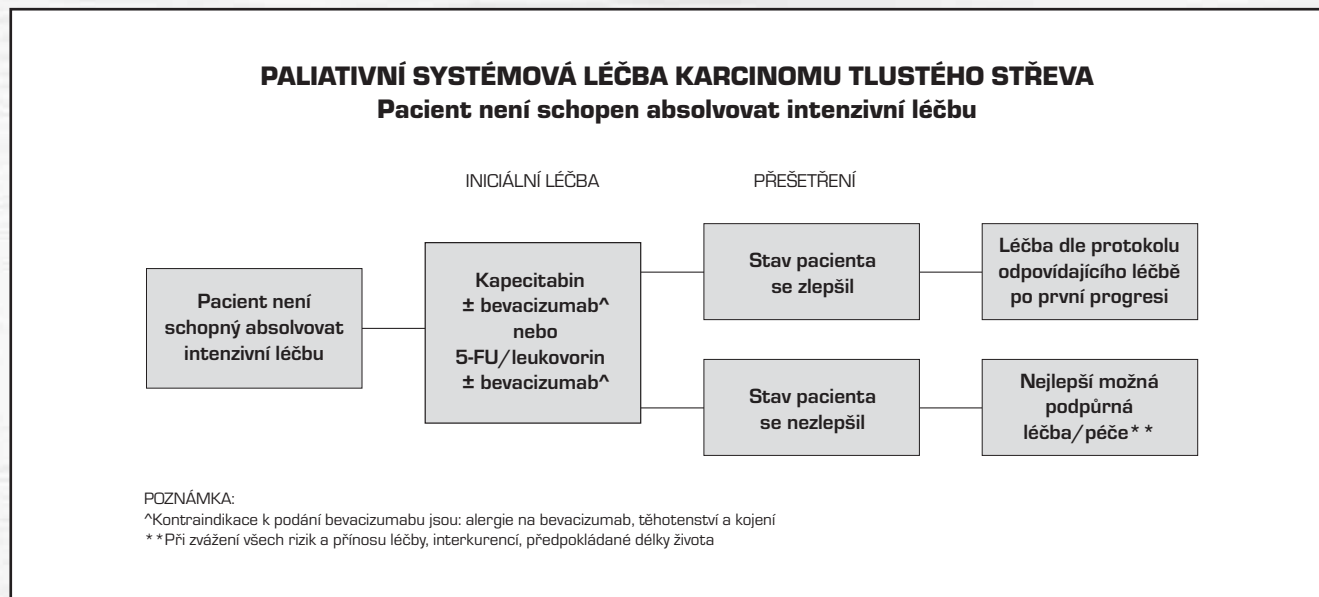 PALIATIVNÍ SYSTÉMOVÁ LÉČBA KARCINOMU TLUSTÉHO STŘEVA
Pacient není schopen absolvovat intenzivní léčbu
INICIÁLNÍ LÉČBA
PŘEŠETŘENÍ
Pacient není
schopný absolvovat
intenzivní léčbu
Kapecitabin
± bevacizumab^
nebo
5-FU/leukovorin
± bevacizumab^
Stav pacienta
se zlepšil
Léčba dle protokolu
odpovídajícího léčbě
po první progresi
Stav pacienta
se nezlepšil
Nejlepší možná
podpůrná
léčba/péče**
POZNÁMKA:
^Kontraindikace k podání bevacizumabu jsou: alergie na bevacizumab, těhotenství a kojení
**Při zvážení všech rizik a přínosu léčby, interkurencí, předpokládané délky života